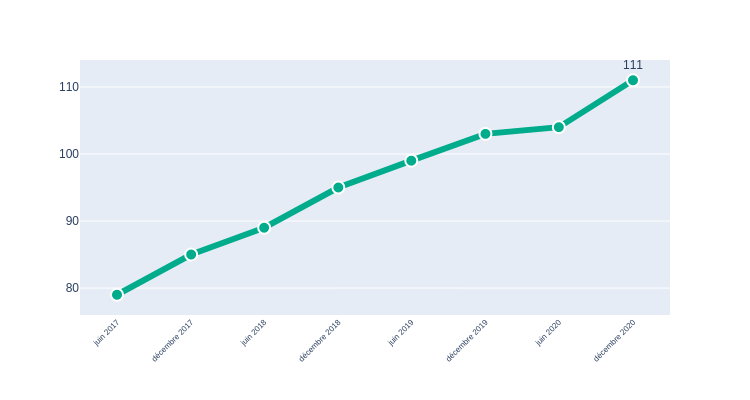 111
110
100
90
80
juin 2017
décembre 2017
juin 2018
décembre 2018
juin 2019
décembre 2019
juin 2020
décembre 2020